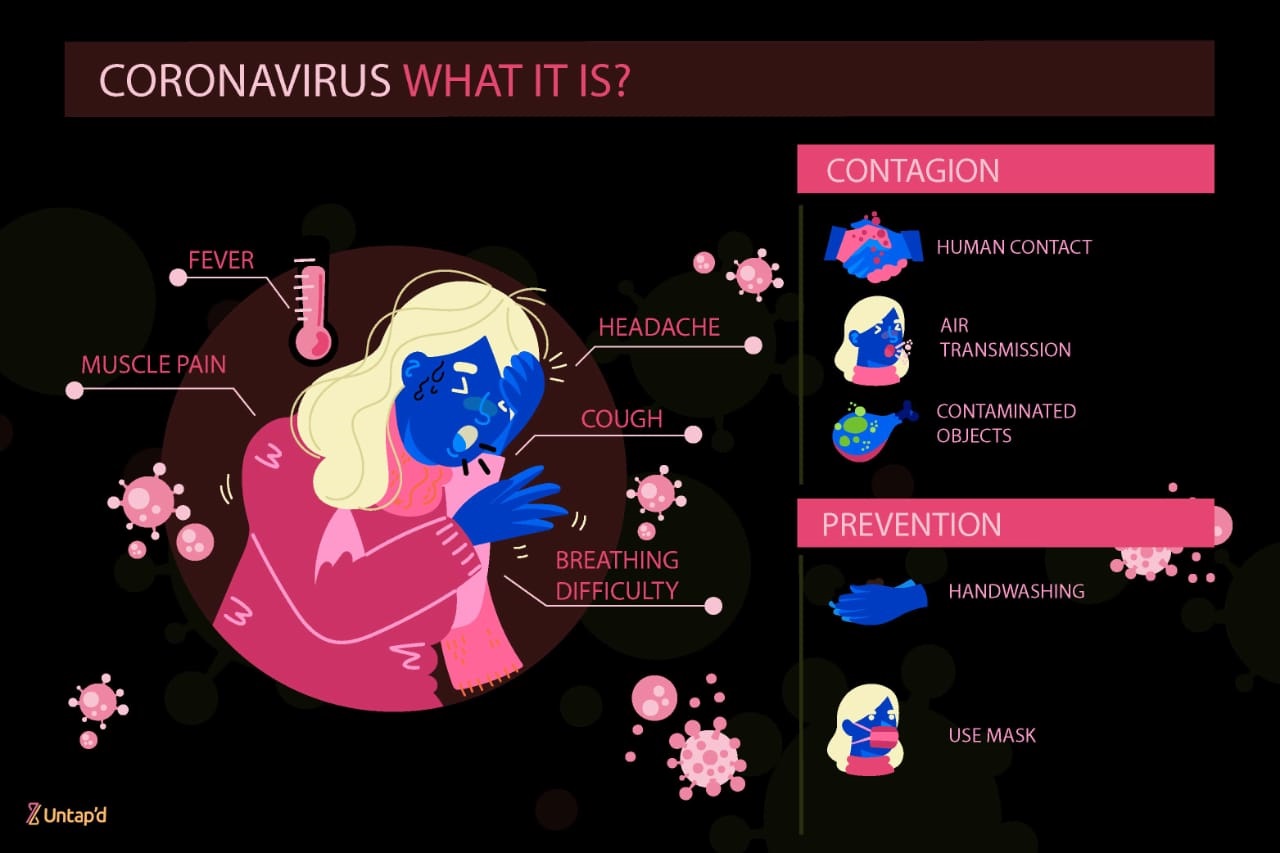 CORONAVIRUS WHAT IT IS?
FEVER
MUSCLE PAIN
HEADACHE
COUGH
BREATHING
DIFFICULTY
CONTAGION
HUMAN CONTACT
AIR
TRANSMISSION
CONTAMINATED
OBJECTS
PREVENTION
HANDWASHING
USE MASK
Untap'd